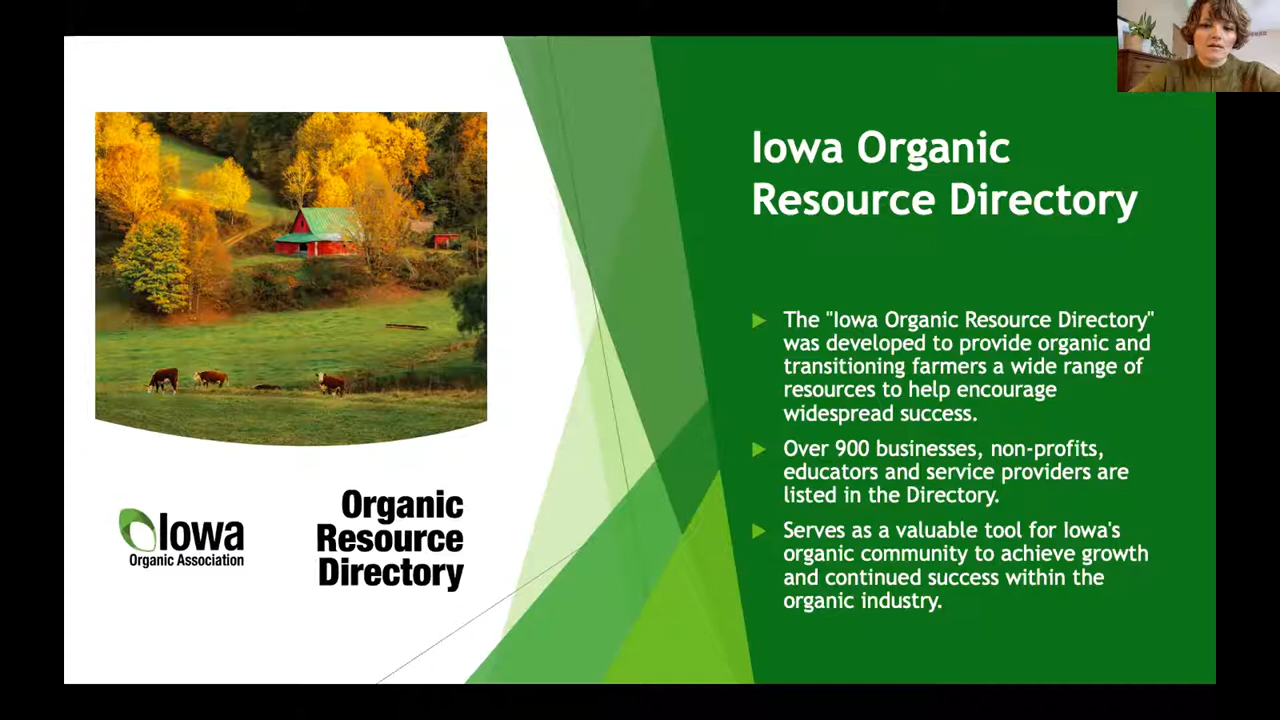 Iowa
Organic Association
Organic
Resource
Directory
Iowa Organic
Resource Directory
The "Iowa Organic Resource Directory"
was developed to provide organic and
transitioning farmers a wide range of
resources to help encourage
widespread success.
Over 900 businesses, non-profits,
educators and service providers are
listed in the Directory.
Serves as a valuable tool for Iowa's
organic community to achieve growth
and continued success within the
organic industry.